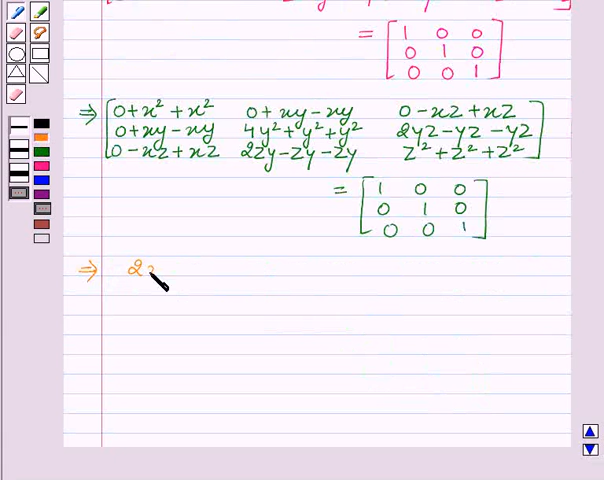 = [1 0 0
0 1 0
0 0 1]
⇒ [0+x²+x² 0+xy-xy 0-xz+xz
0+xy-xy 4y²+y²+y² 2yz-yz-yz
0-xz+xz 2zy-zy-zy z²+z²+z²]
= [1 0 0
0 1 0
0 0 1]
⇒ 2